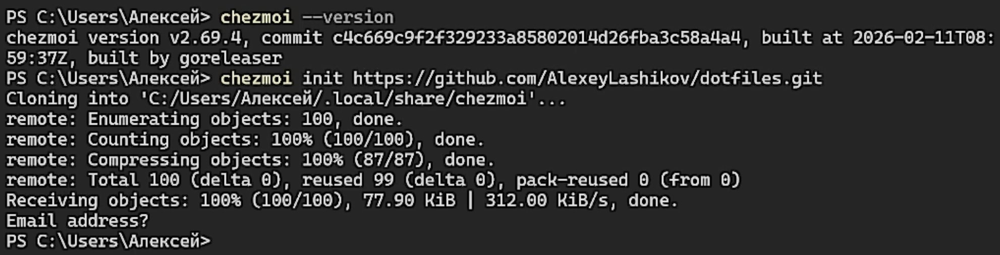 PS C:\Users\Алексей> chezmoi --version
chezmoi version v2.69.4, commit c4c669c9f2f329233a85802014d26fba3c58a4a4, built at 2026-02-11T08:
59:37Z, built by goreleaser
PS C:\Users\Алексей> chezmoi init https://github.com/AlexeyLashikov/dotfiles.git
Cloning into 'C:/Users/Алексей/.local/share/chezmoi'...
remote: Enumerating objects: 100, done.
remote: Counting objects: 100% (100/100), done.
remote: Compressing objects: 100% (87/87), done.
remote: Total 100 (delta 0), reused 99 (delta 0), pack-reused 0 (from 0)
Receiving objects: 100% (100/100), 77.90 KiB | 312.00 KiB/s, done.
Email address?
PS C:\Users\Алексей>